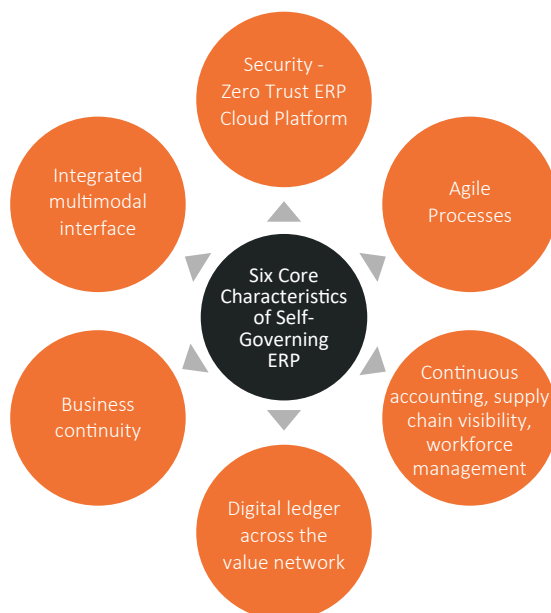 Security -
Zero Trust ERP
Cloud Platform
Integrated
multimodal
interface
Agile
Processes
Six Core
Characteristics
of Self-
Governing
ERP
Business
continuity
Continuous
accounting, supply
chain visibility,
workforce
management
Digital ledger
across the
value network